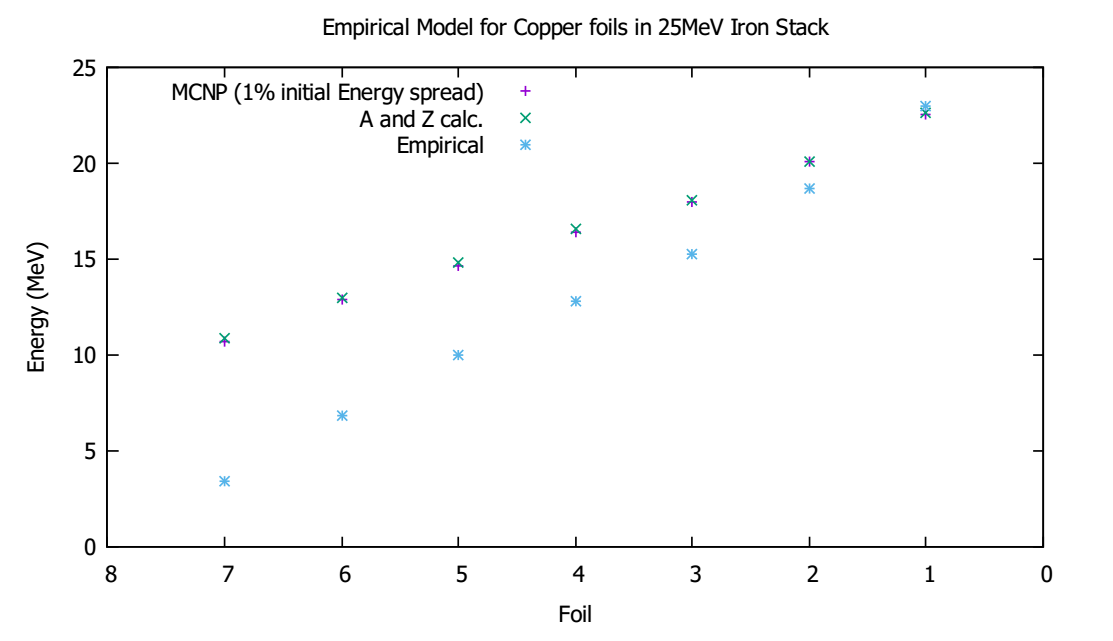 Empirical Model for Copper foils in 25MeV Iron Stack
MCNP (1% initial Energy spread)
A and Z calc.
Empirical
25
20
15
10
5
0
Energy (MeV)
8 7 6 5 4 3 2 1 0
Foil